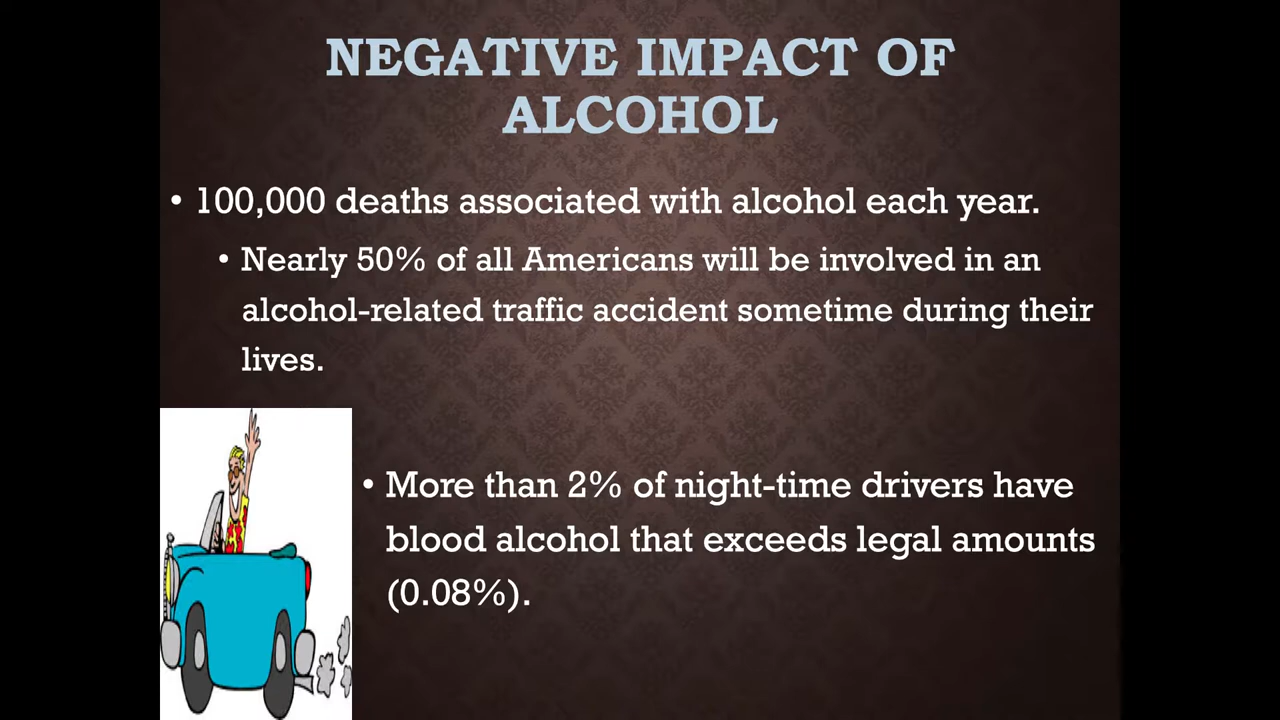 NEGATIVE IMPACT OF
ALCOHOL
• 100,000 deaths associated with alcohol each year.
• Nearly 50% of all Americans will be involved in an
alcohol-related traffic accident sometime during their
lives.
• More than 2% of night-time drivers have
blood alcohol that exceeds legal amounts
(0.08%).